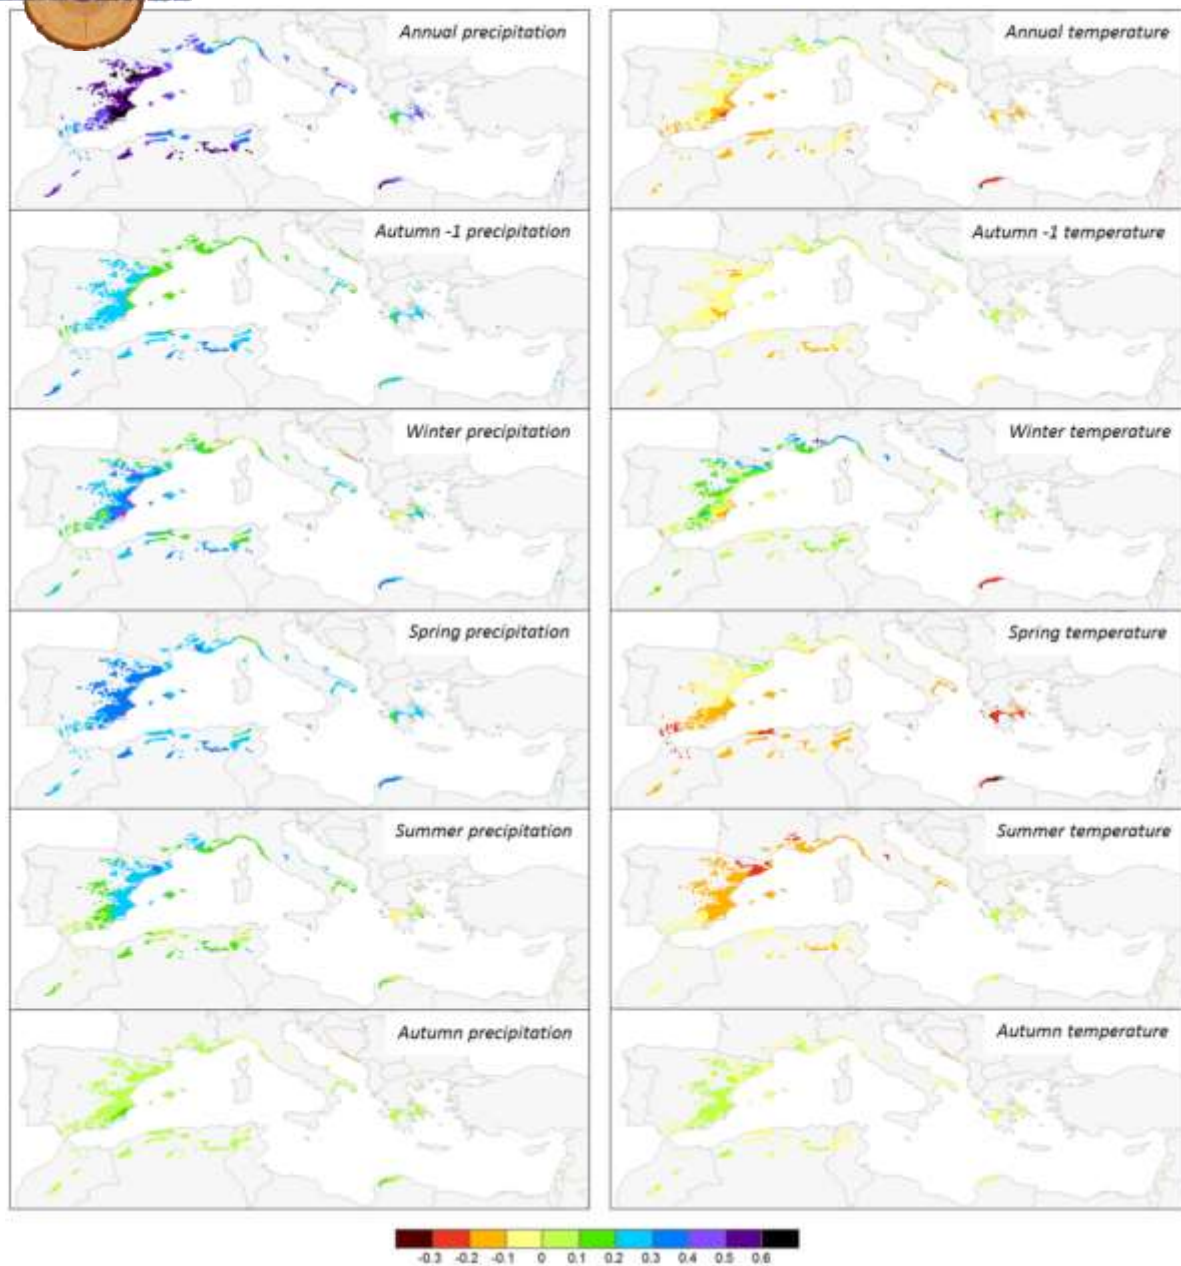 Annual precipitation
Annual temperature
Autumn -1 precipitation
Autumn -1 temperature
Winter precipitation
Winter temperature
Spring precipitation
Spring temperature
Summer precipitation
Summer temperature
Autumn precipitation
Autumn temperature
-0.3 -0.2 -0.1 0 0.1 0.2 0.3 0.4 0.5 0.6